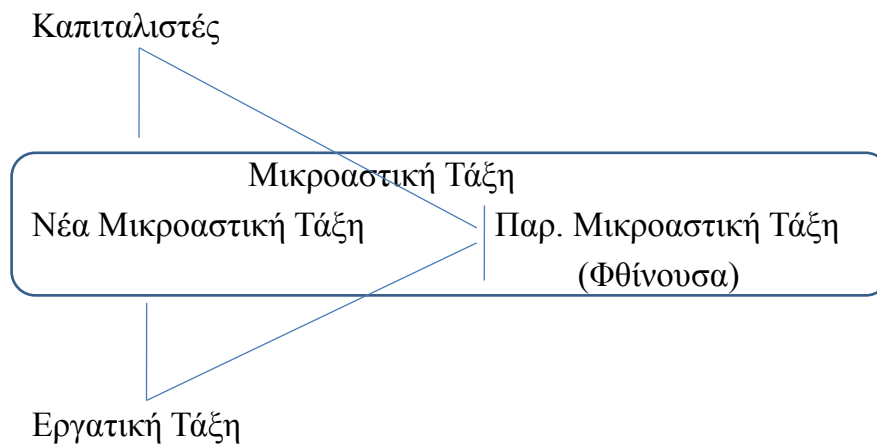 Καπιταλιστές
Μικροαστική Τάξη
Νέα Μικροαστική Τάξη Παρ. Μικροαστική Τάξη
(Φθίνουσα)
Εργατική Τάξη